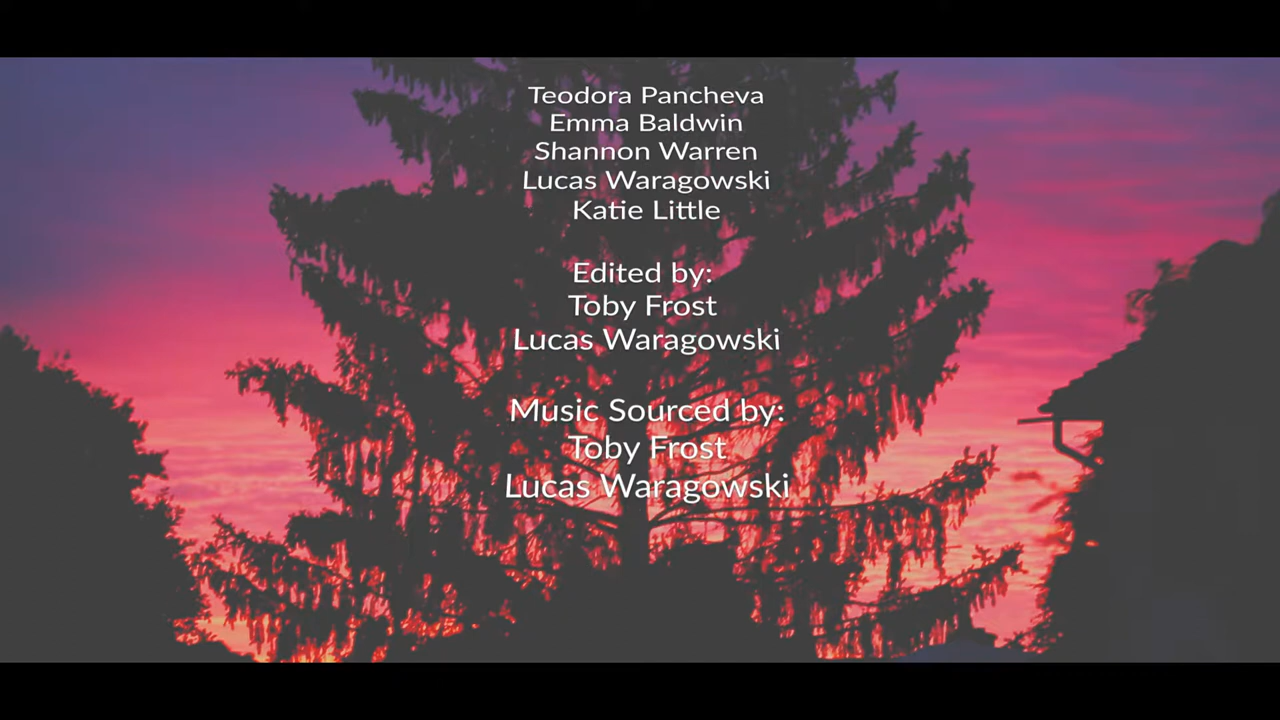 Teodora Pancheva
Emma Baldwin
Shannon Warren
Lucas Waragowski
Katie Little
Edited by:
Toby Frost
Lucas Waragowski
Music Sourced by:
Toby Frost
Lucas Waragowski